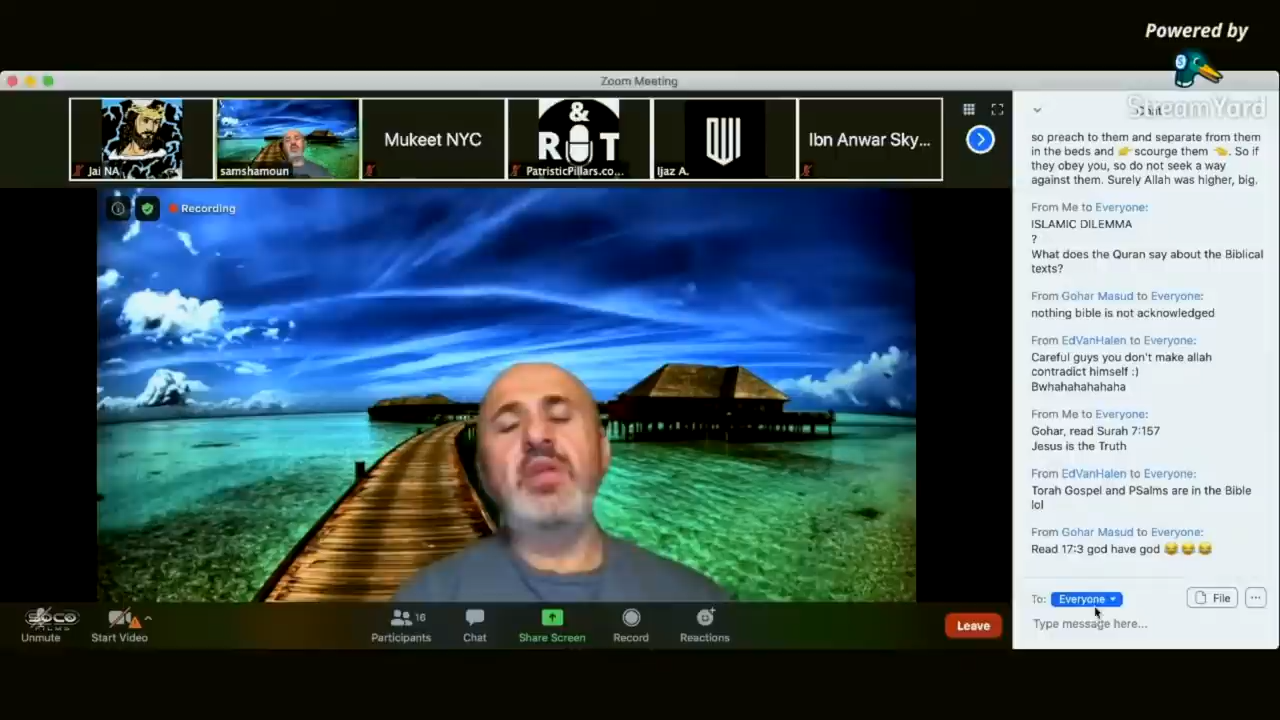 Powered by
Zoom Meeting
StreamYard
Jai NA
samshamoun
Mukeet NYC
&
R T
PatristicPillars.co...
Ijaz A.
Ibn Anwar Sky...
Recording
so preach to them and separate from them
in the beds and 👉 scourge them 👈. So if
they obey you, so do not seek a way
against them. Surely Allah was higher, big.
From Me to Everyone:
ISLAMIC DILEMMA
?
What does the Quran say about the Biblical
texts?
From Gohar Masud to Everyone:
nothing bible is not acknowledged
From EdVanHalen to Everyone:
Careful guys you don't make allah
contradict himself :)
Bwhahahahahaha
From Me to Everyone:
Gohar, read Surah 7:157
Jesus is the Truth
From EdVanHalen to Everyone:
Torah Gospel and PSalms are in the Bible
lol
From Gohar Masud to Everyone:
Read 17:3 god have god 😂😂😂
To: Everyone
File
Type message here...
SOCO
FILMS
Unmute
Start Video
16
Participants
Chat
Share Screen
Record
Reactions
Leave